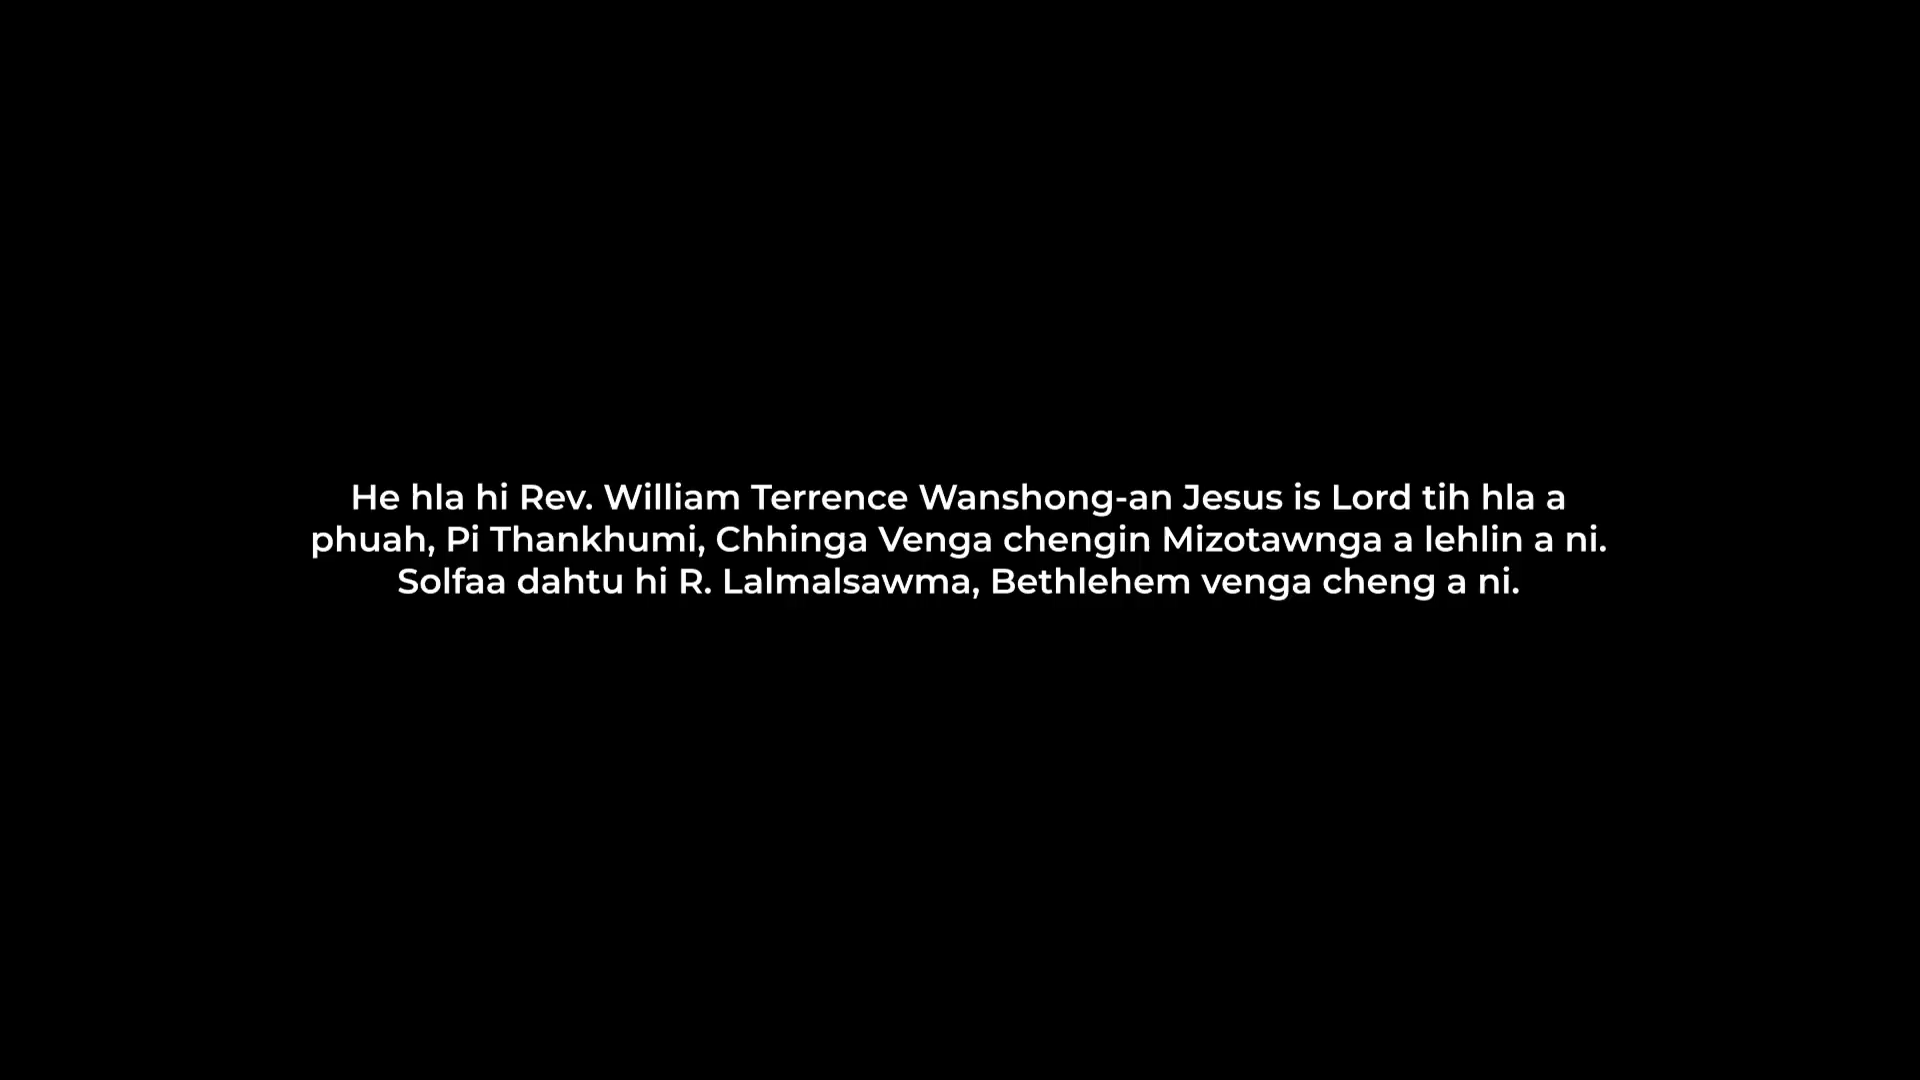 He hla hi Rev. William Terrence Wanshong-an Jesus is Lord tih hla a
phuah, Pi Thankhumi, Chhinga Venga chengin Mizotawnga a lehlin a ni.
Solfaa dahtu hi R. Lalmalsawma, Bethlehem venga cheng a ni.